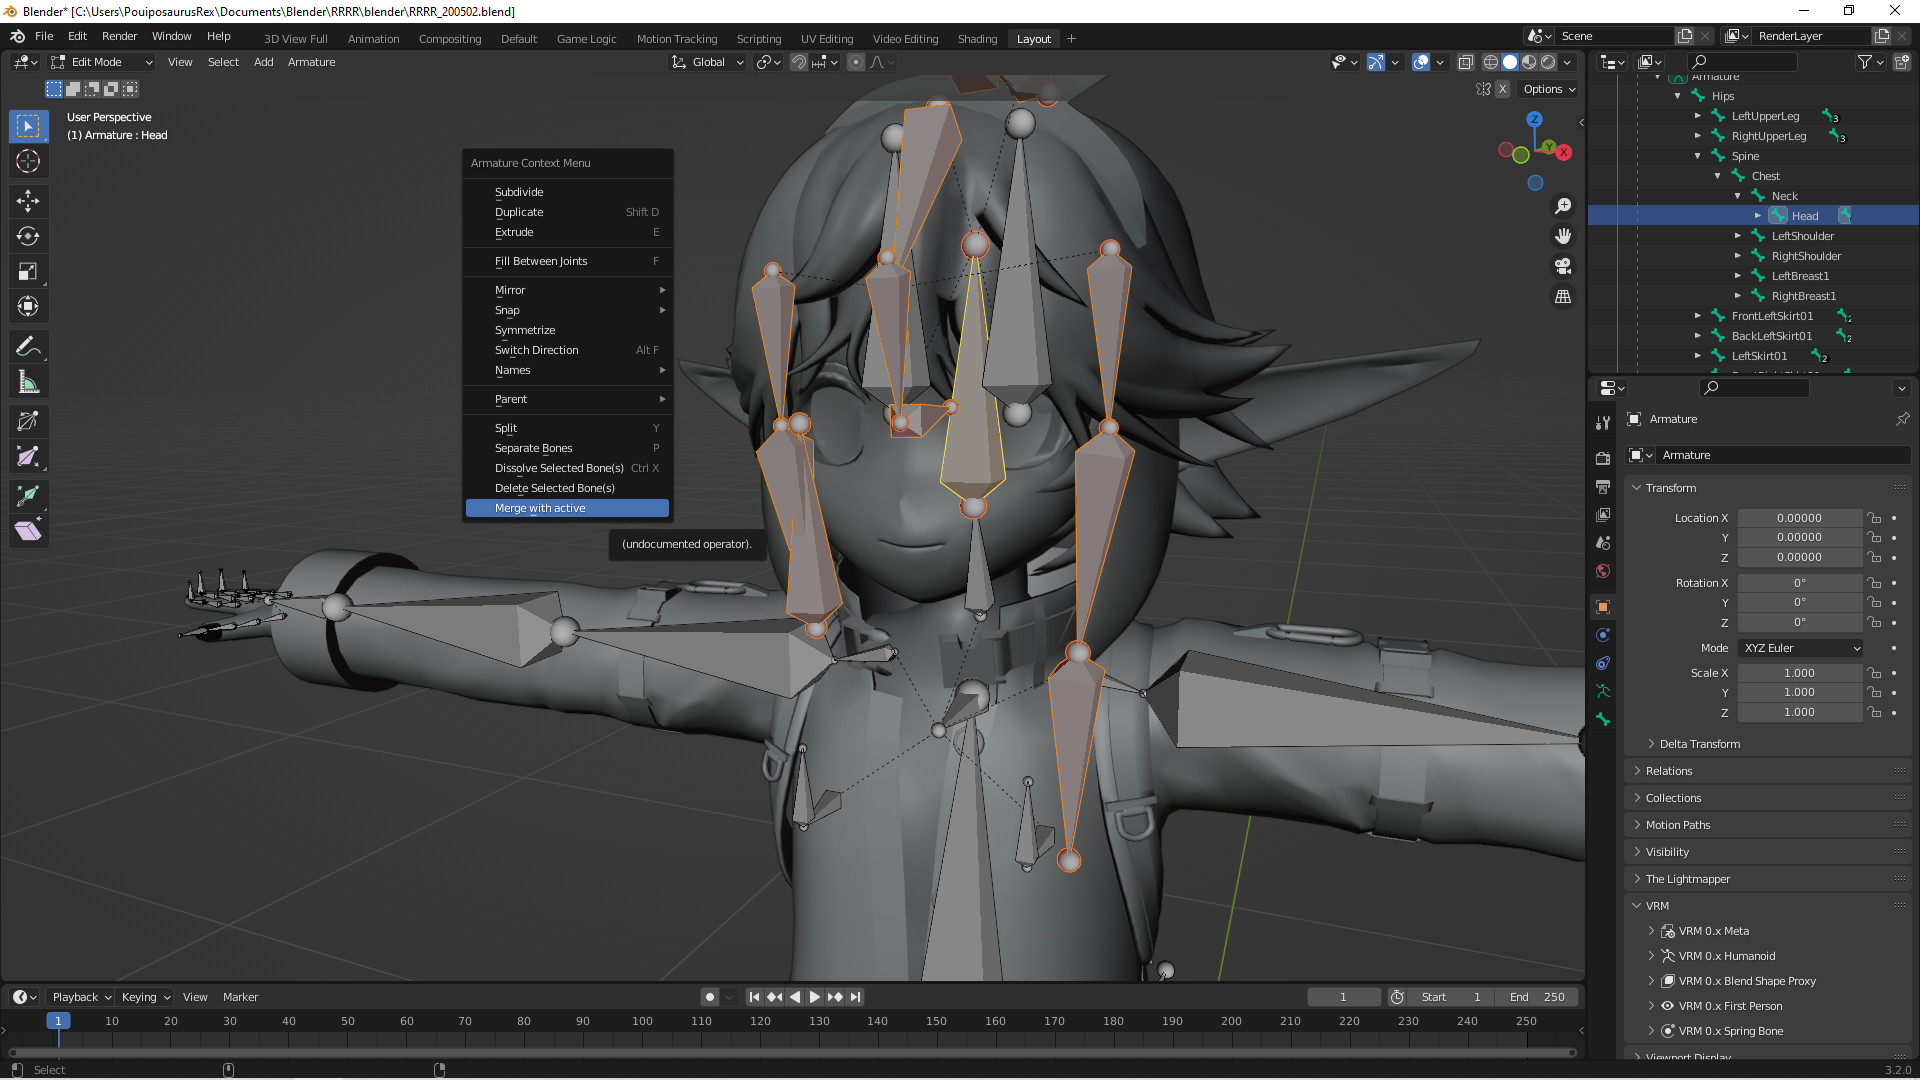 Blender* [C:\Users\PouiposaurusRex\Documents\Blender\RRRR\blender\RRRR_200502.blend]
File Edit Render Window Help
3D View Full Animation Compositing Default Game Logic Motion Tracking Scripting UV Editing Video Editing Shading Layout +
Scene
RenderLayer
Edit Mode View Select Add Armature
Global
X Options
User Perspective
(1) Armature : Head
Armature Context Menu
Subdivide
Duplicate Shift D
Extrude E
Fill Between Joints F
Mirror
Snap
Symmetrize
Switch Direction Alt F
Names
Parent
Split Y
Separate Bones P
Dissolve Selected Bone(s) Ctrl X
Delete Selected Bone(s)
Merge with active
(undocumented operator).
Z
Y
X
Armature
Hips
LeftUpperLeg 3
RightUpperLeg 3
Spine
Chest
Neck
Head
LeftShoulder
RightShoulder
LeftBreast1
RightBreast1
FrontLeftSkirt01 2
BackLeftSkirt01 2
LeftSkirt01 2
Armature
Armature
Transform
Location X 0.00000
Y 0.00000
Z 0.00000
Rotation X 0°
Y 0°
Z 0°
Mode XYZ Euler
Scale X 1.000
Y 1.000
Z 1.000
Delta Transform
Relations
Collections
Motion Paths
Visibility
The Lightmapper
VRM
VRM 0.x Meta
VRM 0.x Humanoid
VRM 0.x Blend Shape Proxy
VRM 0.x First Person
VRM 0.x Spring Bone
Viewport Display
Playback Keying View Marker
1 Start 1 End 250
1 10 20 30 40 50 60 70 80 90 100 110 120 130 140 150 160 170 180 190 200 210 220 230 240 250
Select
3.2.0